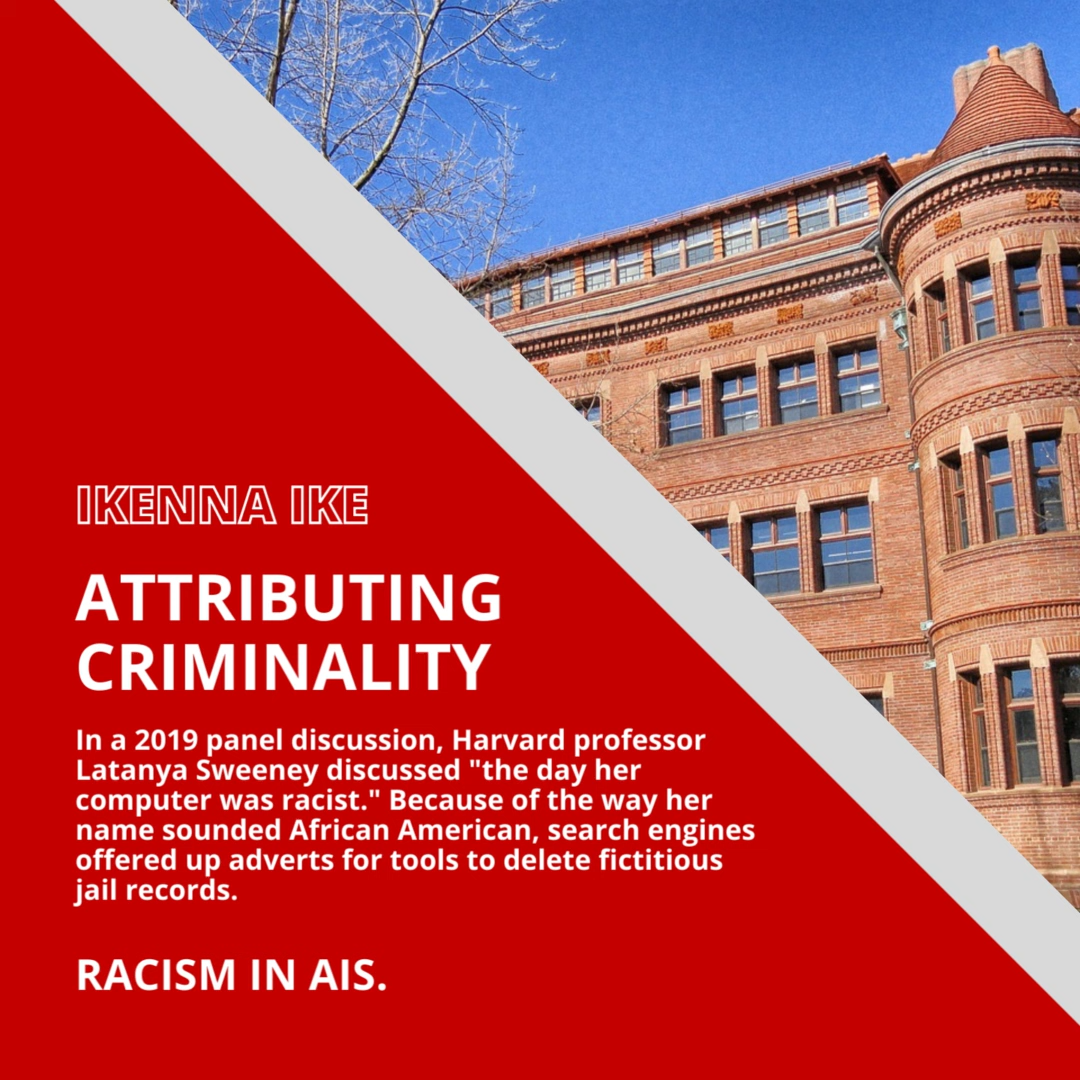 IKENNA IKE
ATTRIBUTING
CRIMINALITY
In a 2019 panel discussion, Harvard professor
Latanya Sweeney discussed "the day her
computer was racist." Because of the way her
name sounded African American, search engines
offered up adverts for tools to delete fictitious
jail records.
RACISM IN AIS.